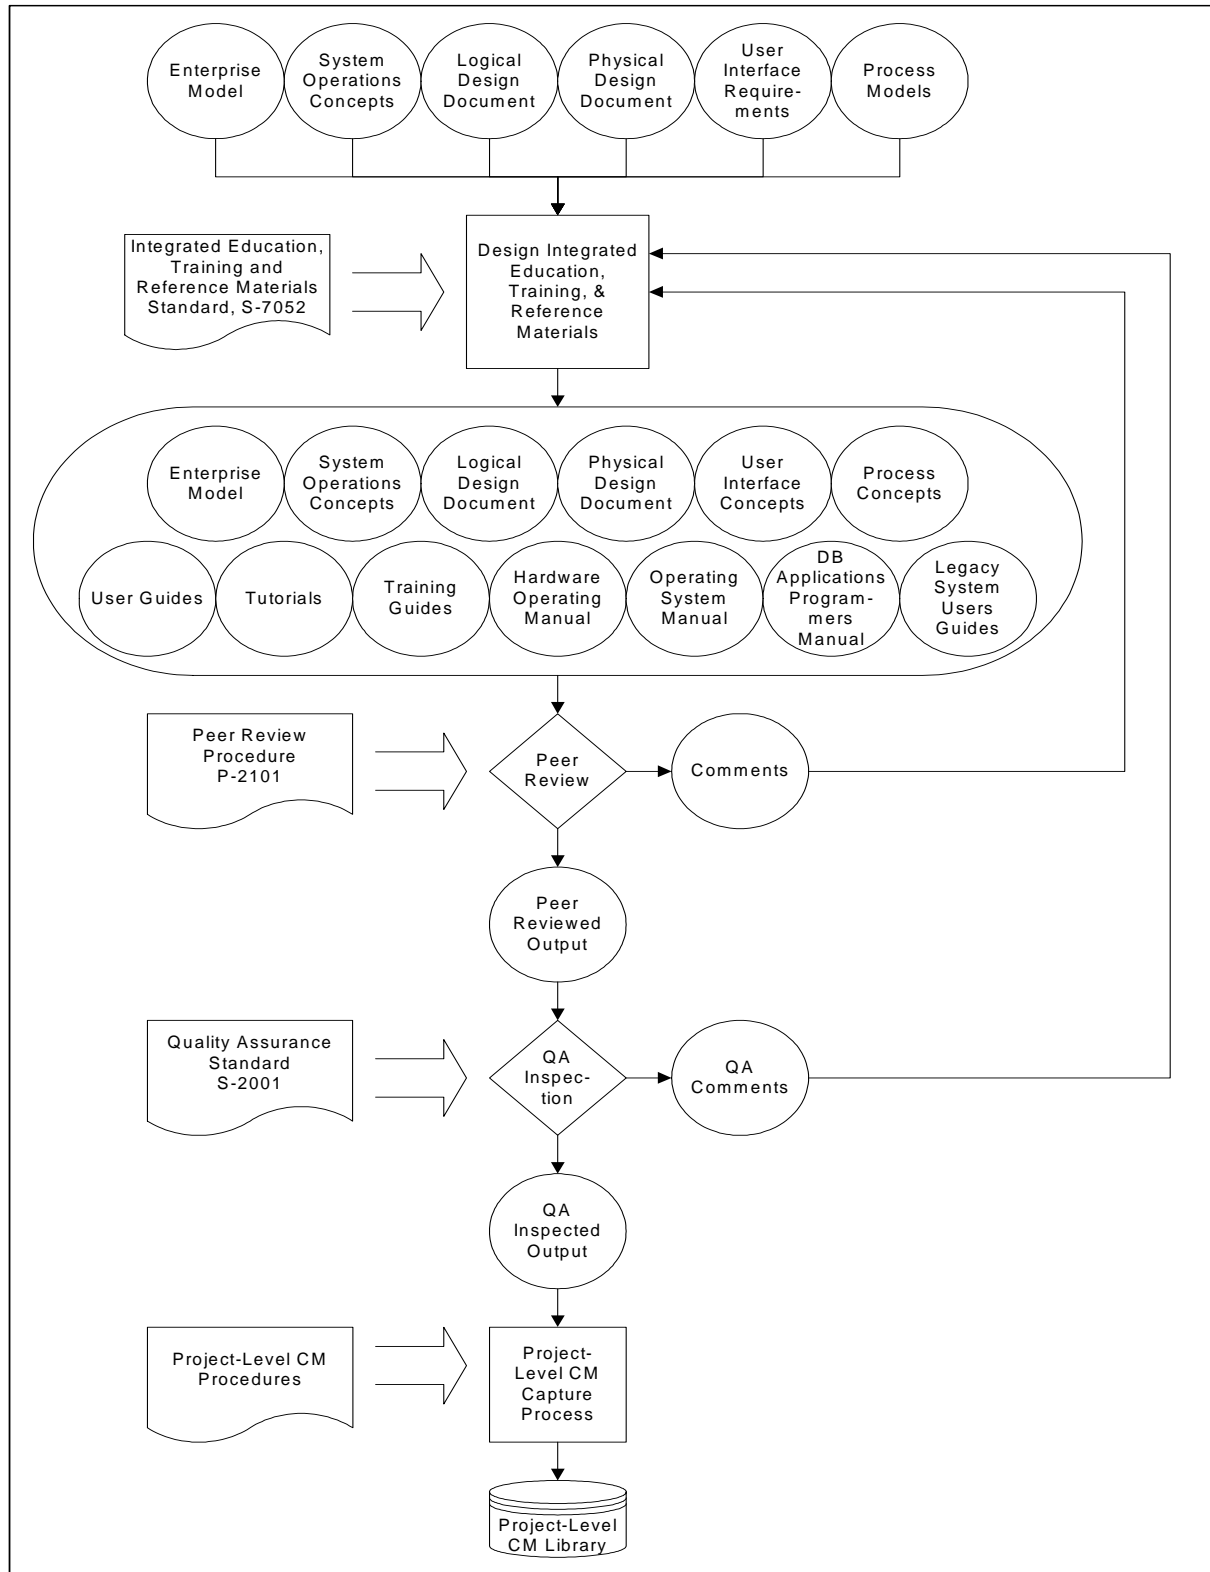 Enterprise
Model
System
Operations
Concepts
Logical
Design
Document
Physical
Design
Document
User
Interface
Require-
ments
Process
Models
Integrated Education,
Training and
Reference Materials
Standard, S-7052
Design Integrated
Education,
Training, &
Reference
Materials
Enterprise
Model
System
Operations
Concepts
Logical
Design
Document
Physical
Design
Document
User
Interface
Concepts
Process
Concepts
User Guides
Tutorials
Training
Guides
Hardware
Operating
Manual
Operating
System
Manual
DB
Applications
Program-
mers
Manual
Legacy
System
Users
Guides
Peer Review
Procedure
P-2101
Peer
Review
Comments
Peer
Reviewed
Output
Quality Assurance
Standard
S-2001
QA
Inspec-
tion
QA
Comments
QA
Inspected
Output
Project-Level CM
Procedures
Project-
Level CM
Capture
Process
Project-Level
CM Library